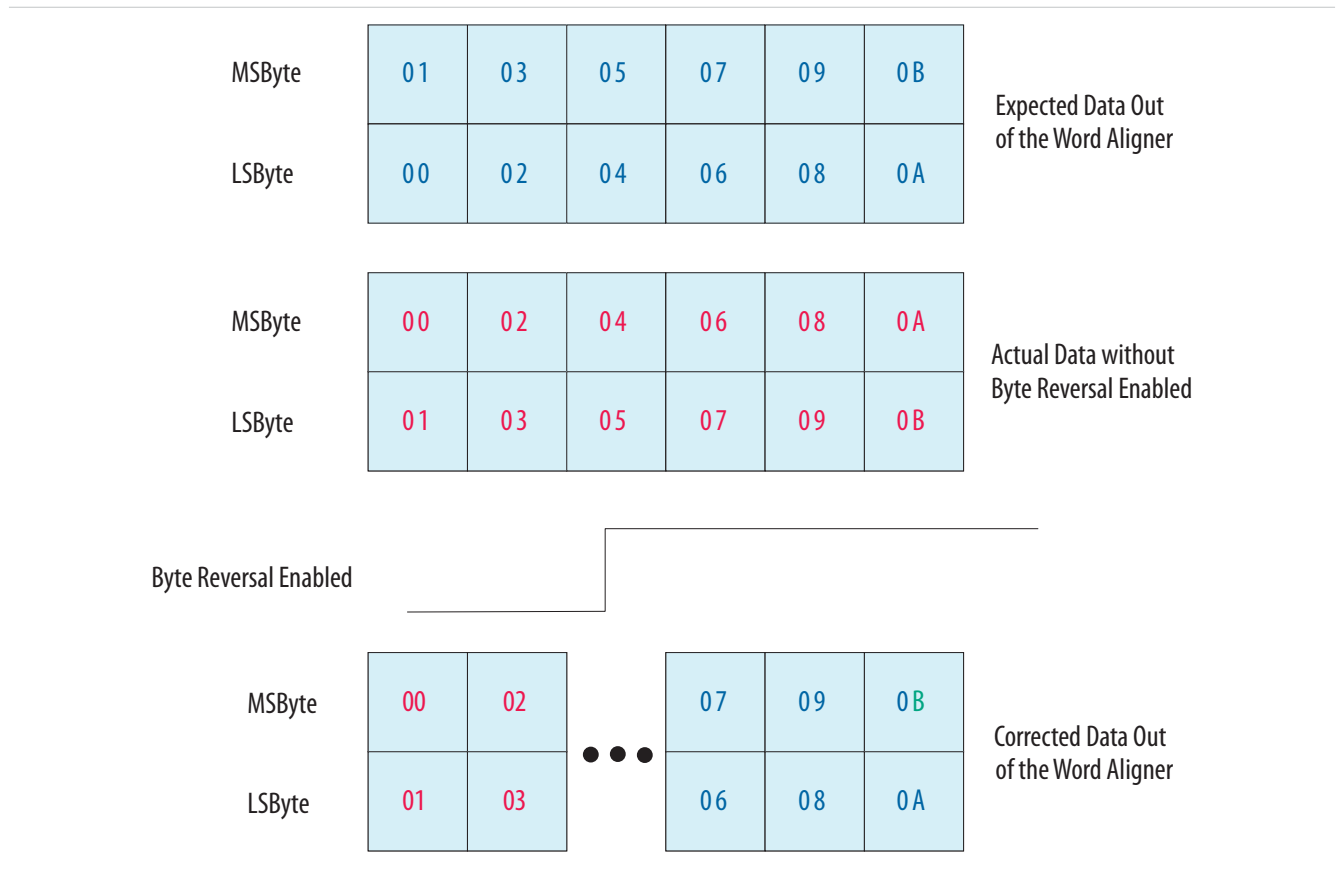 MSByte 01 03 05 07 09 0B
LSByte 00 02 04 06 08 0A
Expected Data Out
of the Word Aligner
MSByte 00 02 04 06 08 0A
LSByte 01 03 05 07 09 0B
Actual Data without
Byte Reversal Enabled
Byte Reversal Enabled
MSByte 00 02 07 09 0B
LSByte 01 03 06 08 0A
Corrected Data Out
of the Word Aligner